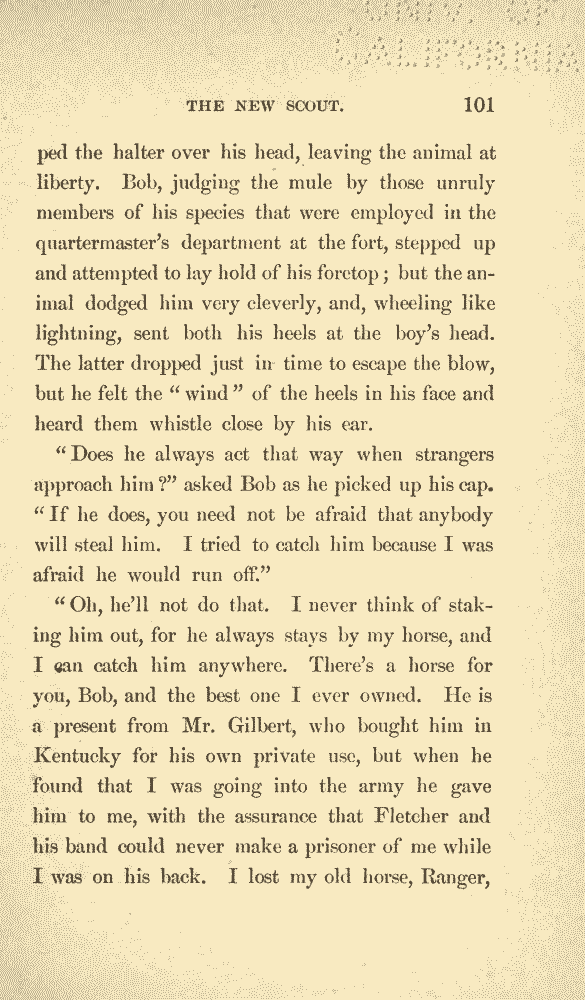 UNIV. OF
CALIFORNIA
THE NEW SCOUT. 101
ped the halter over his head, leaving the animal at
liberty. Bob, judging the mule by those unruly
members of his species that were employed in the
quartermaster's department at the fort, stepped up
and attempted to lay hold of his foretop; but the an-
imal dodged him very cleverly, and, wheeling like
lightning, sent both his heels at the boy's head.
The latter dropped just in time to escape the blow,
but he felt the "wind" of the heels in his face and
heard them whistle close by his ear.
"Does he always act that way when strangers
approach him?" asked Bob as he picked up his cap.
"If he does, you need not be afraid that anybody
will steal him. I tried to catch him because I was
afraid he would run off."
"Oh, he'll not do that. I never think of stak-
ing him out, for he always stays by my horse, and
I can catch him anywhere. There's a horse for
you, Bob, and the best one I ever owned. He is
a present from Mr. Gilbert, who bought him in
Kentucky for his own private use, but when he
found that I was going into the army he gave
him to me, with the assurance that Fletcher and
his band could never make a prisoner of me while
I was on his back. I lost my old horse, Ranger,